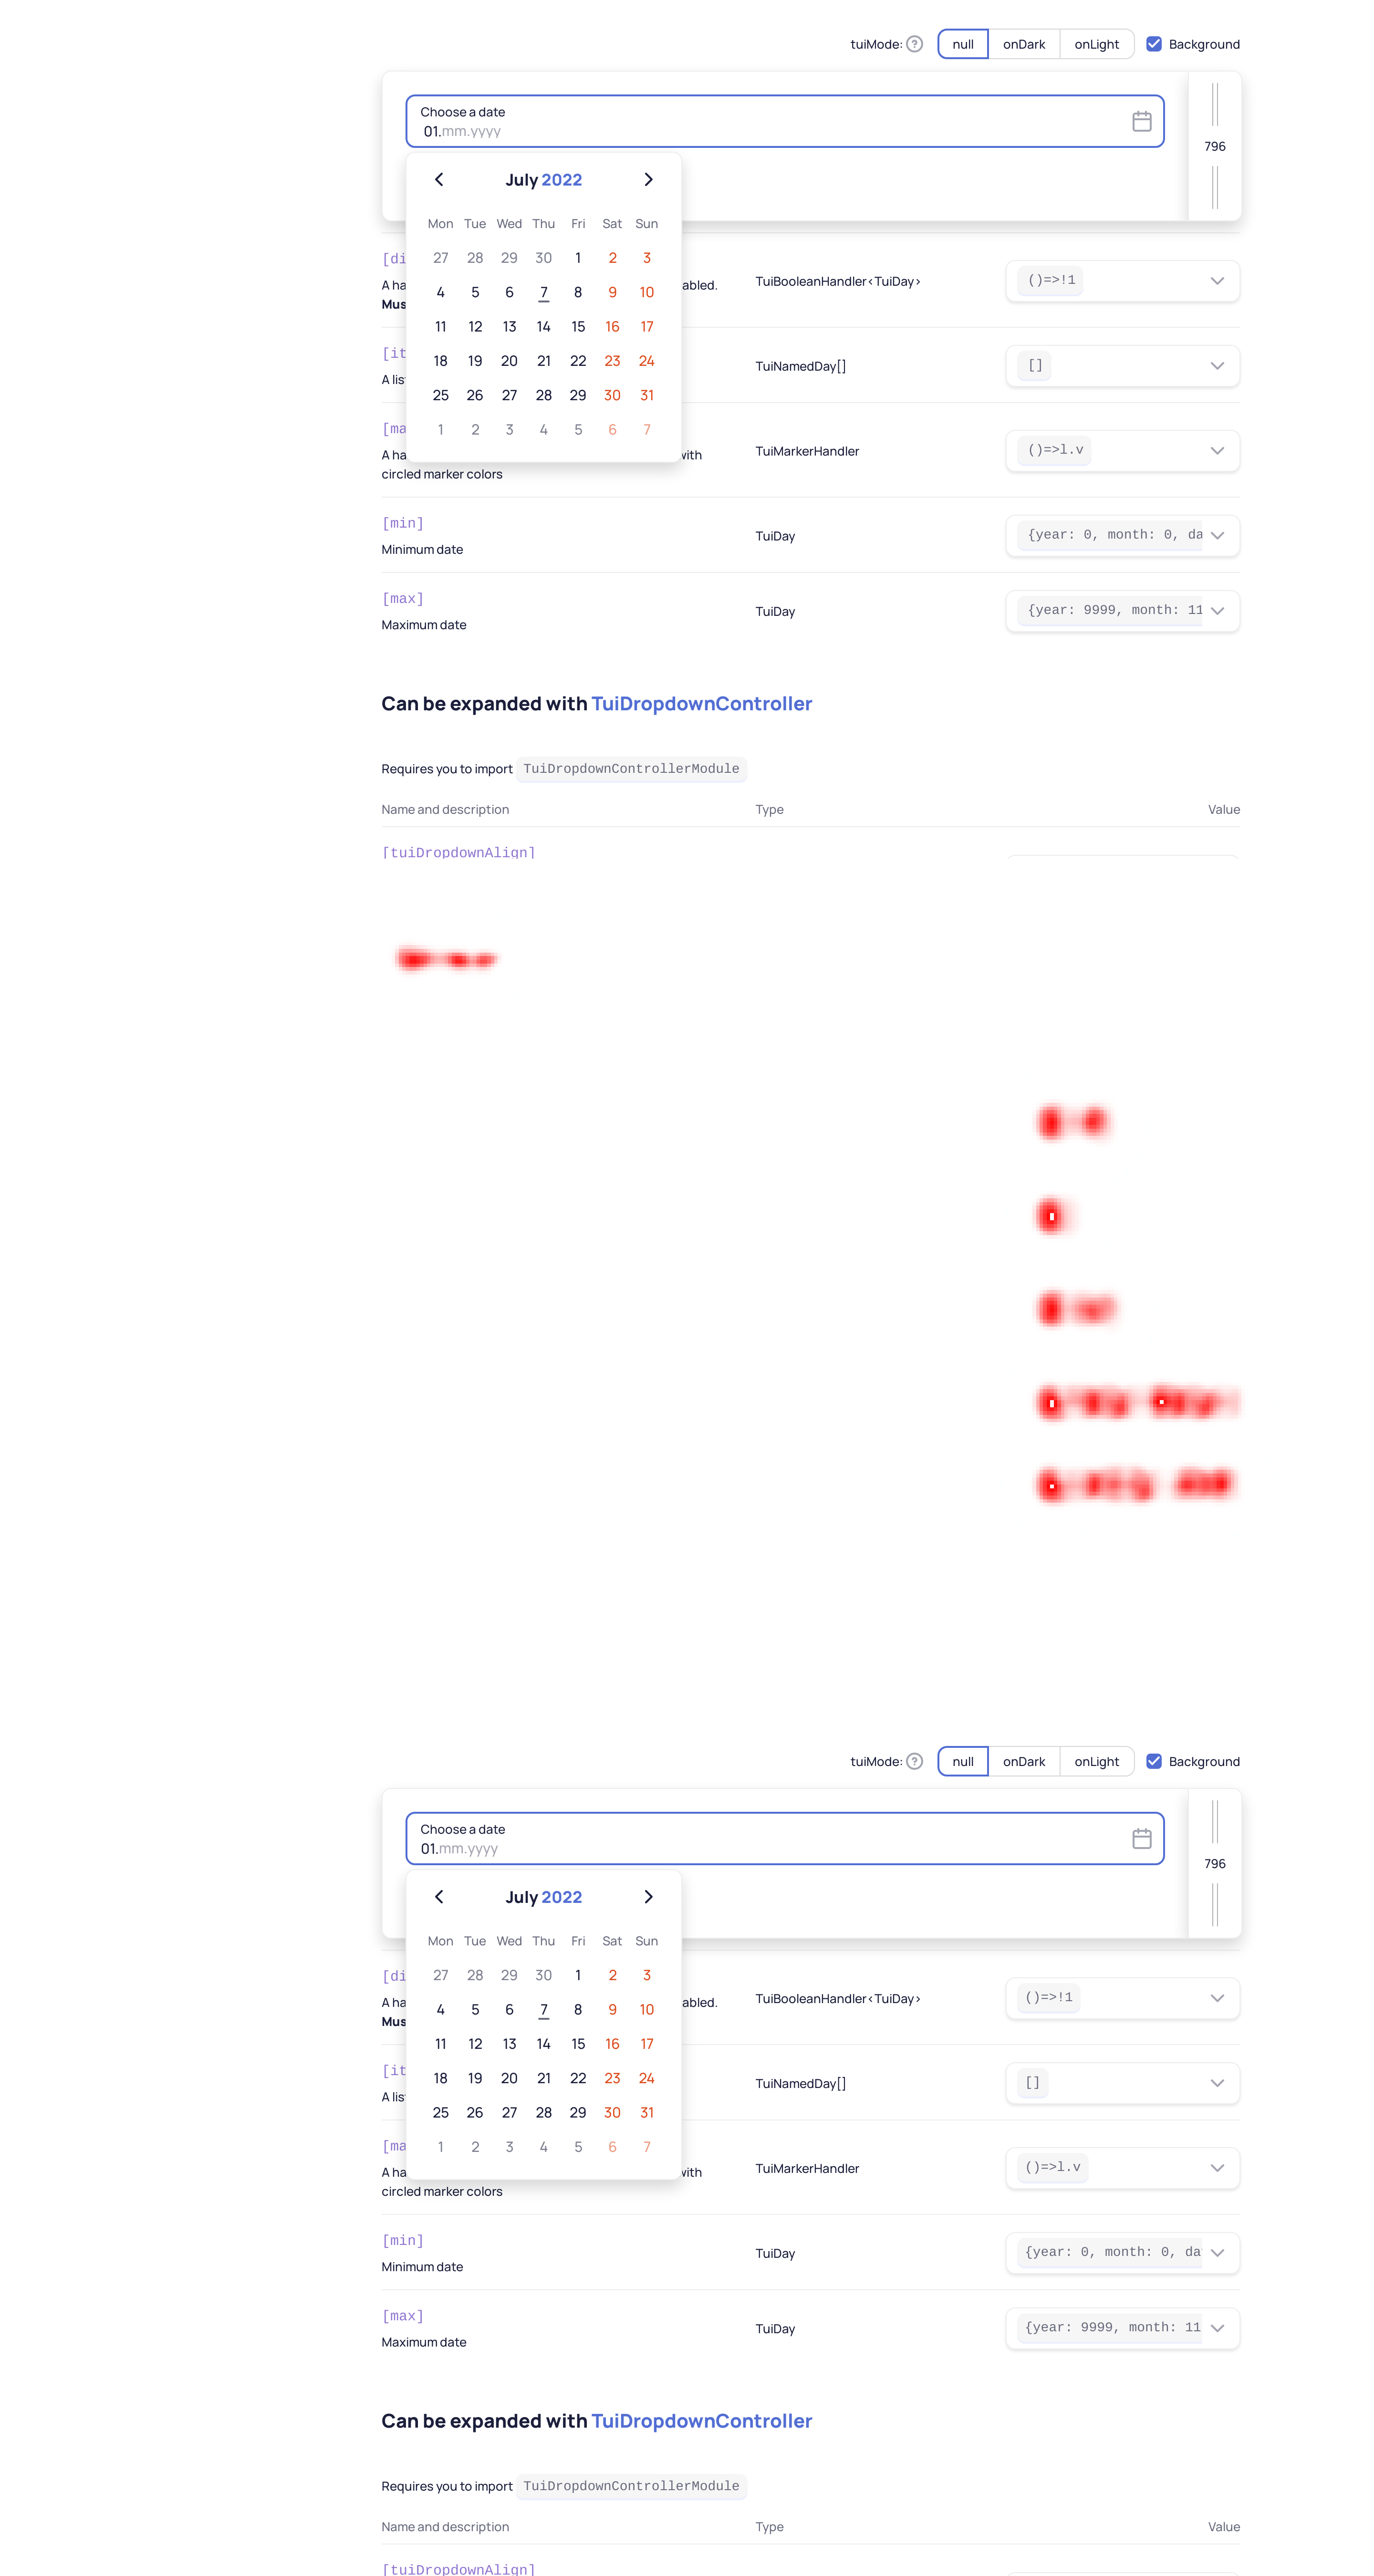 tuiMode: ? null onDark onLight Background
Choose a date
01.mm.yyyy
796
July 2022
Mon Tue Wed Thu Fri Sat Sun
27 28 29 30 1 2 3
4 5 6 7 8 9 10
11 12 13 14 15 16 17
18 19 20 21 22 23 24
25 26 27 28 29 30 31
1 2 3 4 5 6 7
[di
A ha abled.
Mus
TuiBooleanHandler<TuiDay>
()=>!1
[it
A lis
TuiNamedDay[]
[]
[ma
A ha with
circled marker colors
TuiMarkerHandler
()=>l.v
[min]
Minimum date
TuiDay
{year: 0, month: 0, da
[max]
Maximum date
TuiDay
{year: 9999, month: 11
Can be expanded with TuiDropdownController
Requires you to import TuiDropdownControllerModule
Name and description Type Value
[tuiDropdownAlign]
tuiMode: ? null onDark onLight Background
Choose a date
01.mm.yyyy
796
July 2022
Mon Tue Wed Thu Fri Sat Sun
27 28 29 30 1 2 3
4 5 6 7 8 9 10
11 12 13 14 15 16 17
18 19 20 21 22 23 24
25 26 27 28 29 30 31
1 2 3 4 5 6 7
[di
A ha abled.
Mus
TuiBooleanHandler<TuiDay>
()=>!1
[it
A lis
TuiNamedDay[]
[]
[ma
A ha with
circled marker colors
TuiMarkerHandler
()=>l.v
[min]
Minimum date
TuiDay
{year: 0, month: 0, da
[max]
Maximum date
TuiDay
{year: 9999, month: 11
Can be expanded with TuiDropdownController
Requires you to import TuiDropdownControllerModule
Name and description Type Value
[tuiDropdownAlign]